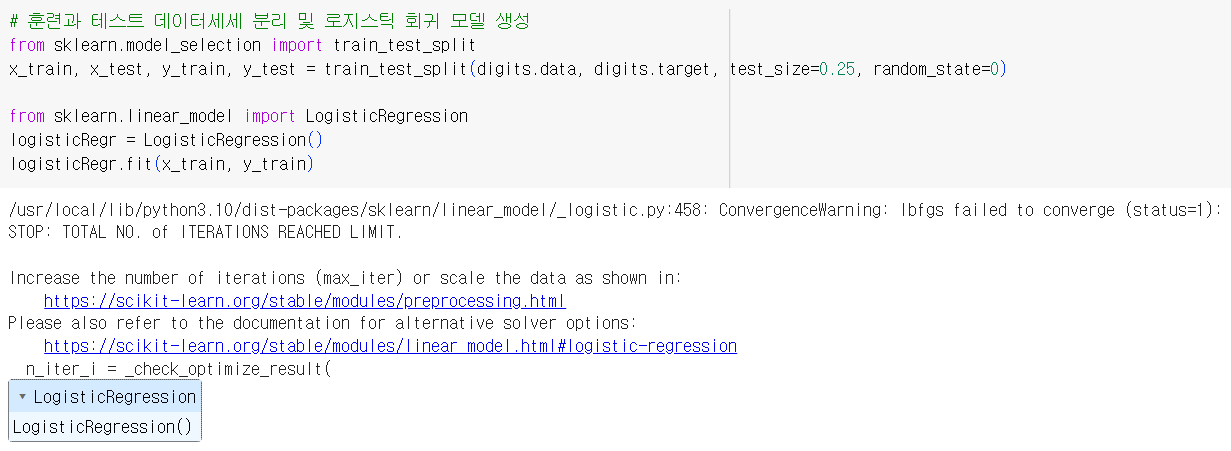 # 훈련과 테스트 데이터세세 분리 및 로지스틱 회귀 모델 생성
from sklearn.model_selection import train_test_split
x_train, x_test, y_train, y_test = train_test_split(digits.data, digits.target, test_size=0.25, random_state=0)
from sklearn.linear_model import LogisticRegression
logisticRegr = LogisticRegression()
logisticRegr.fit(x_train, y_train)
/usr/local/lib/python3.10/dist-packages/sklearn/linear_model/_logistic.py:458: ConvergenceWarning: lbfgs failed to converge (status=1):
STOP: TOTAL NO. of ITERATIONS REACHED LIMIT.
Increase the number of iterations (max_iter) or scale the data as shown in:
https://scikit-learn.org/stable/modules/preprocessing.html
Please also refer to the documentation for alternative solver options:
https://scikit-learn.org/stable/modules/linear_model.html#logistic-regression
n_iter_i = _check_optimize_result(
▾ LogisticRegression
LogisticRegression()